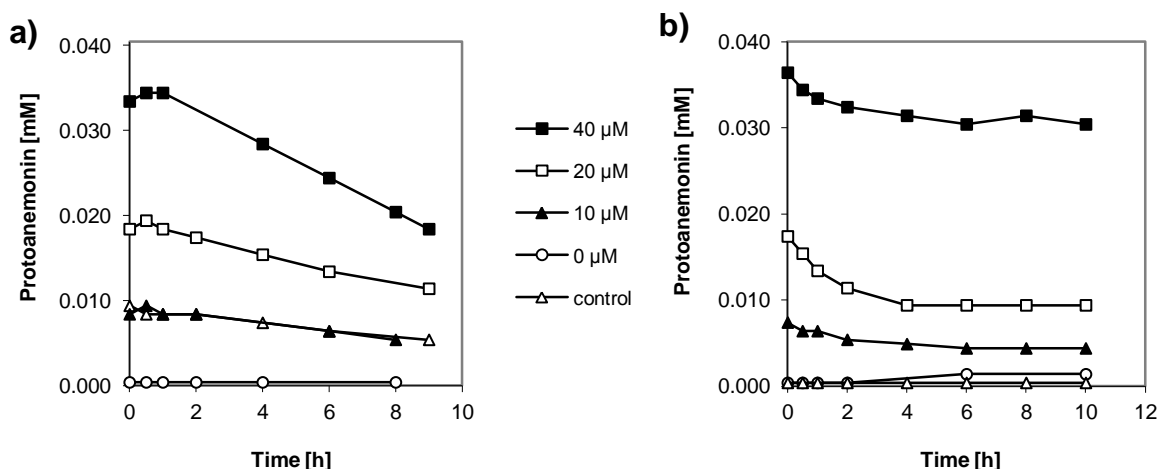 a)
Protoanemonin [mM]
0.040
0.030
0.020
0.010
0.000
0 2 4 6 8 10
Time [h]
40 µM
20 µM
10 µM
0 µM
control
b)
Protoanemonin [mM]
0.040
0.030
0.020
0.010
0.000
0 2 4 6 8 10 12
Time [h]